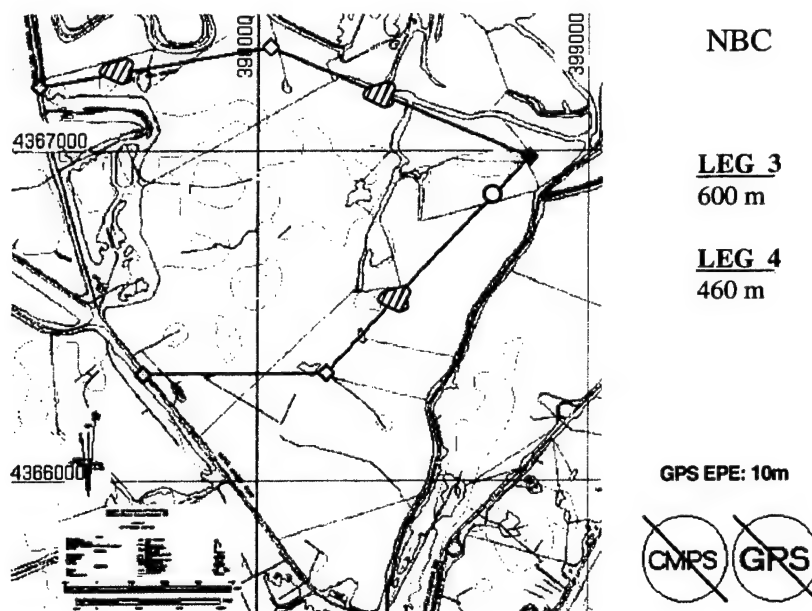 398000
399000
NBC
4367000
LEG 3
600 m
LEG 4
460 m
4366000
GPS EPE: 10m
CMPS
GPS